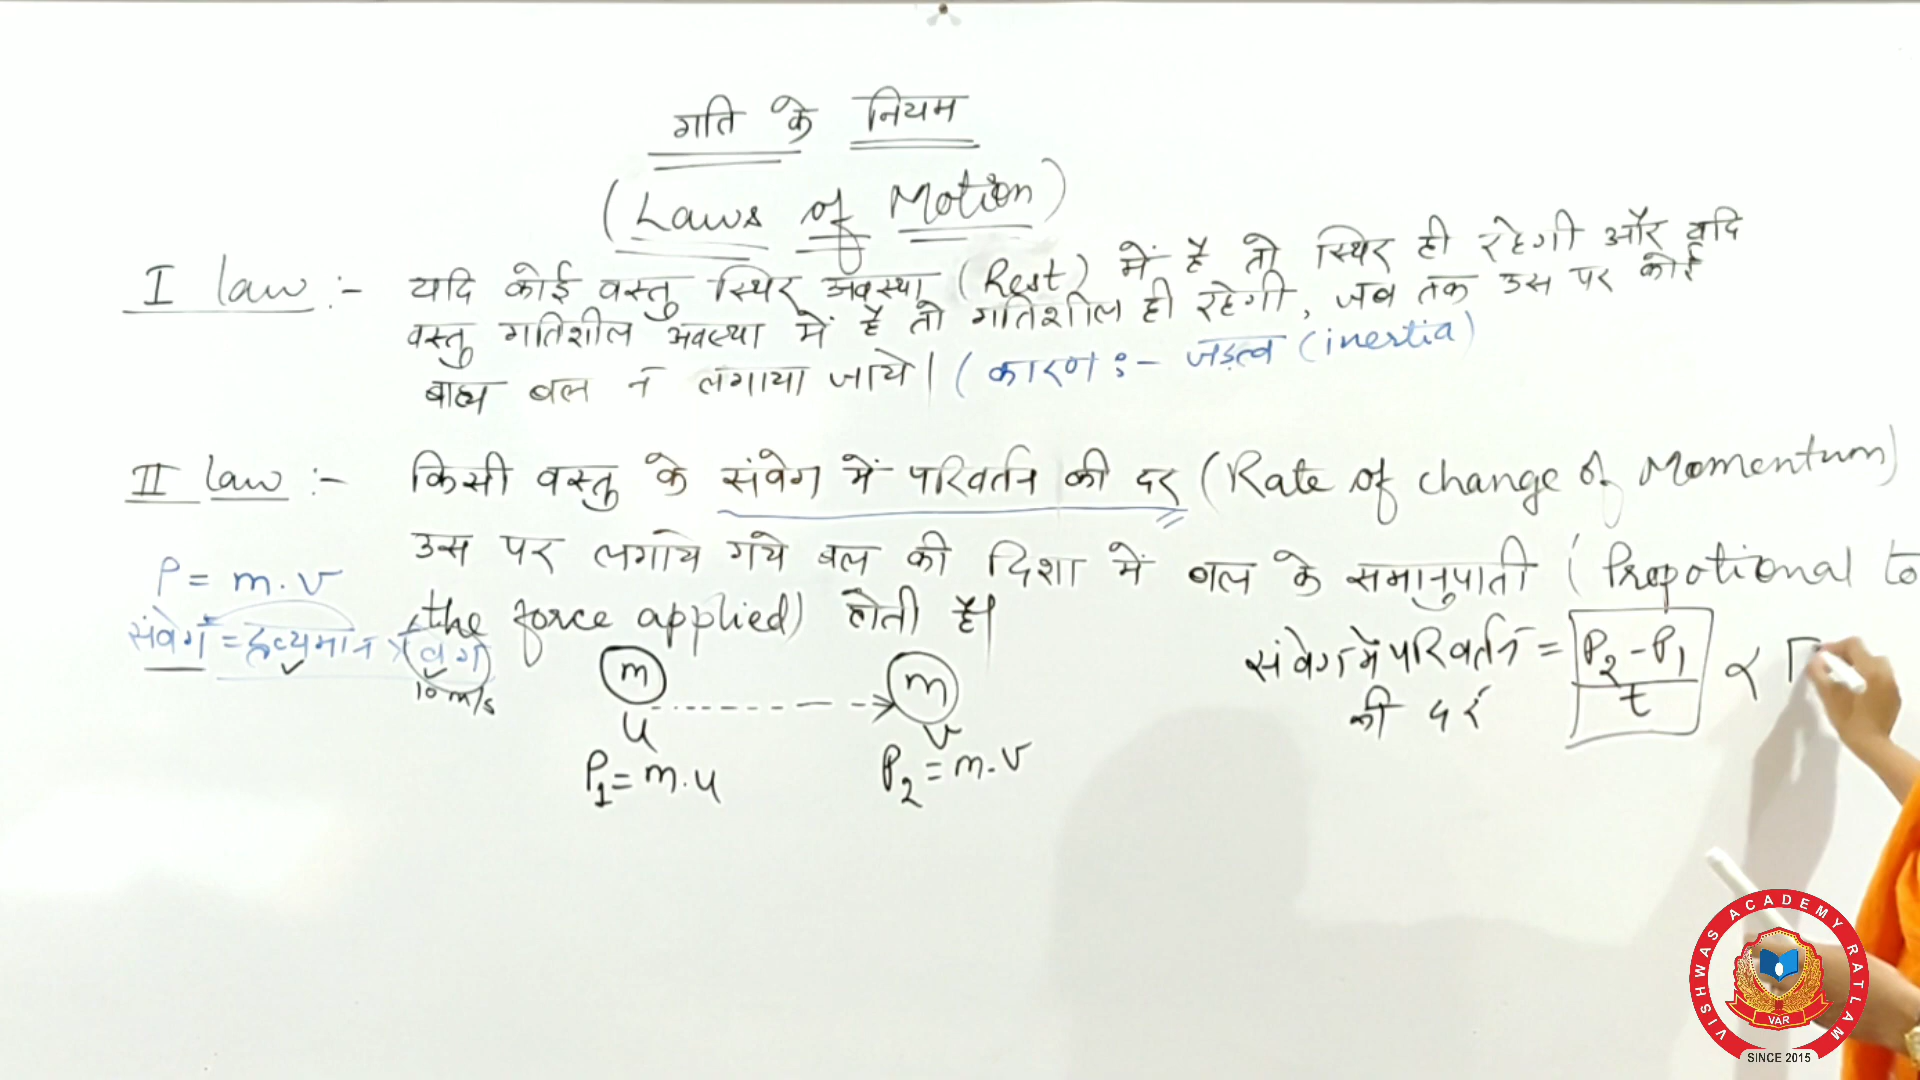 गति के नियम
(Laws of Motion)
I law :- यदि कोई वस्तु स्थिर अवस्था (Rest) में है तो स्थिर ही रहेगी और यदि
वस्तु गतिशील अवस्था में है तो गतिशील ही रहेगी, जब तक उस पर कोई
बाह्य बल न लगाया जाये। (कारण :- जड़त्व (inertia)
II law :- किसी वस्तु के संवेग में परिवर्तन की दर (Rate of change of Momentum)
उस पर लगाये गये बल की दिशा में बल के समानुपाती (Propotional to
the force applied) होती है।
P = m.v
संवेग = द्रव्यमान × वेग
10 m/s
m
u
P₁ = m.u
m
v
P₂ = m.v
संवेग में परिवर्तन की दर = P₂ - P₁ / t ∝
VISHWAS ACADEMY RATLAM
VAR
SINCE 2015